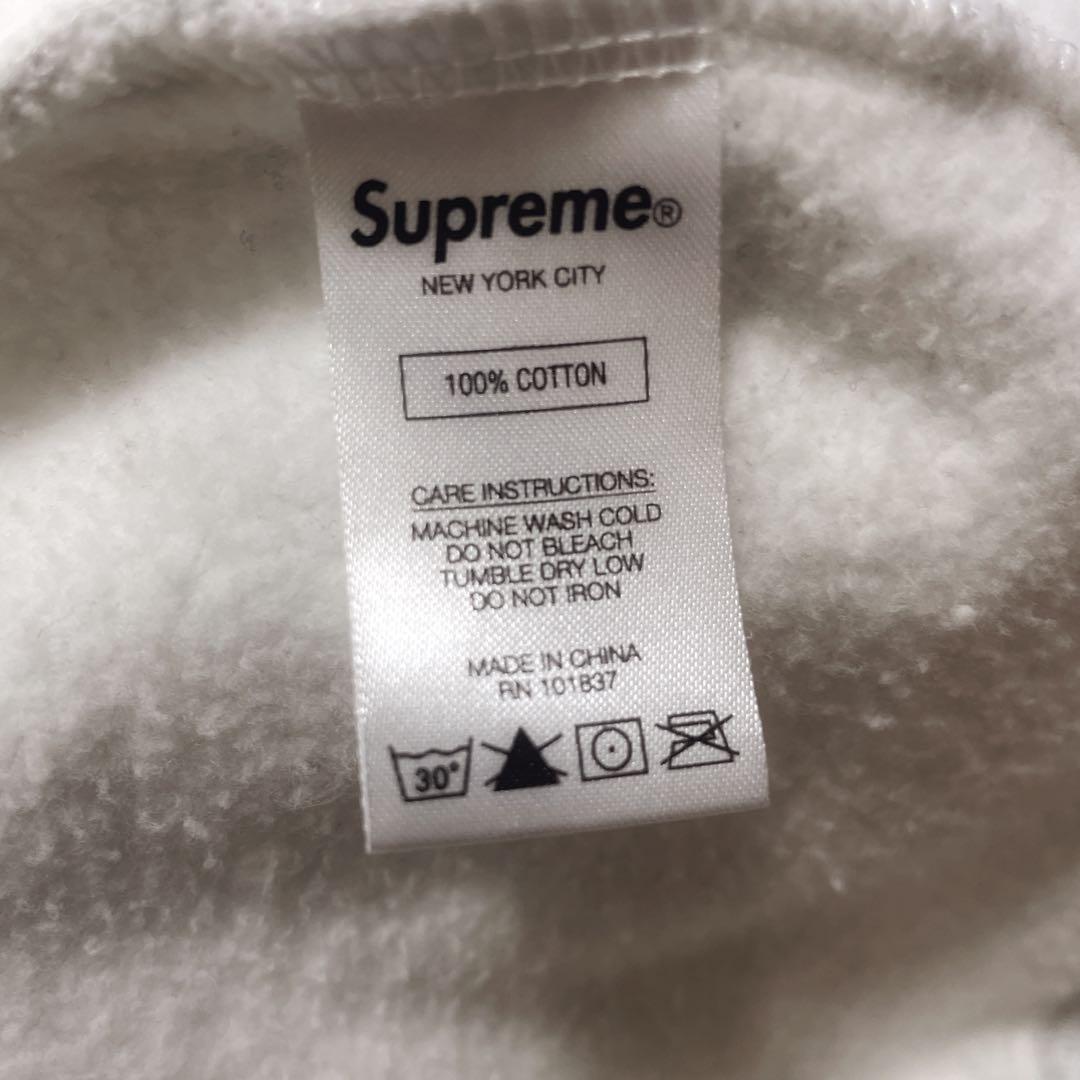 Supreme®
NEW YORK CITY
100% COTTON
CARE INSTRUCTIONS:
MACHINE WASH COLD
DO NOT BLEACH
TUMBLE DRY LOW
DO NOT IRON
MADE IN CHINA
RN 101837
30°